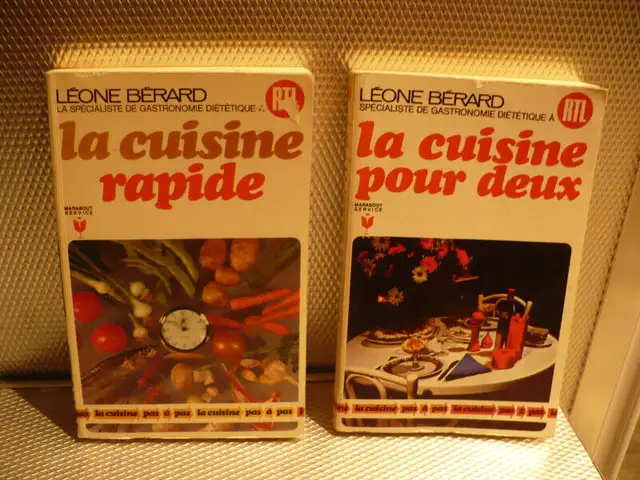 LÉONE BÉRARD
LA SPÉCIALISTE DE GASTRONOMIE DIÉTÉTIQUE À
RTL
la cuisine
rapide
MARABOUT
SERVICE
la cuisine pas à pas la cuisine pas à pas
LÉONE BÉRARD
SPÉCIALISTE DE GASTRONOMIE DIÉTÉTIQUE À
RTL
la cuisine
pour deux
MARABOUT
SERVICE
la cuisine pas à pas la cuisine pas à pas